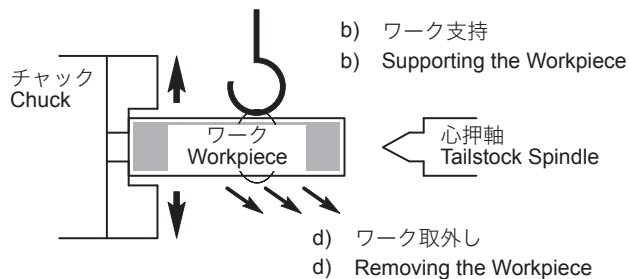 b) ワーク支持
b) Supporting the Workpiece
チャック
Chuck
ワーク
Workpiece
心押軸
Tailstock Spindle
d) ワーク取外し
d) Removing the Workpiece